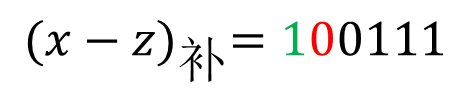 (x − z)补 = 100111